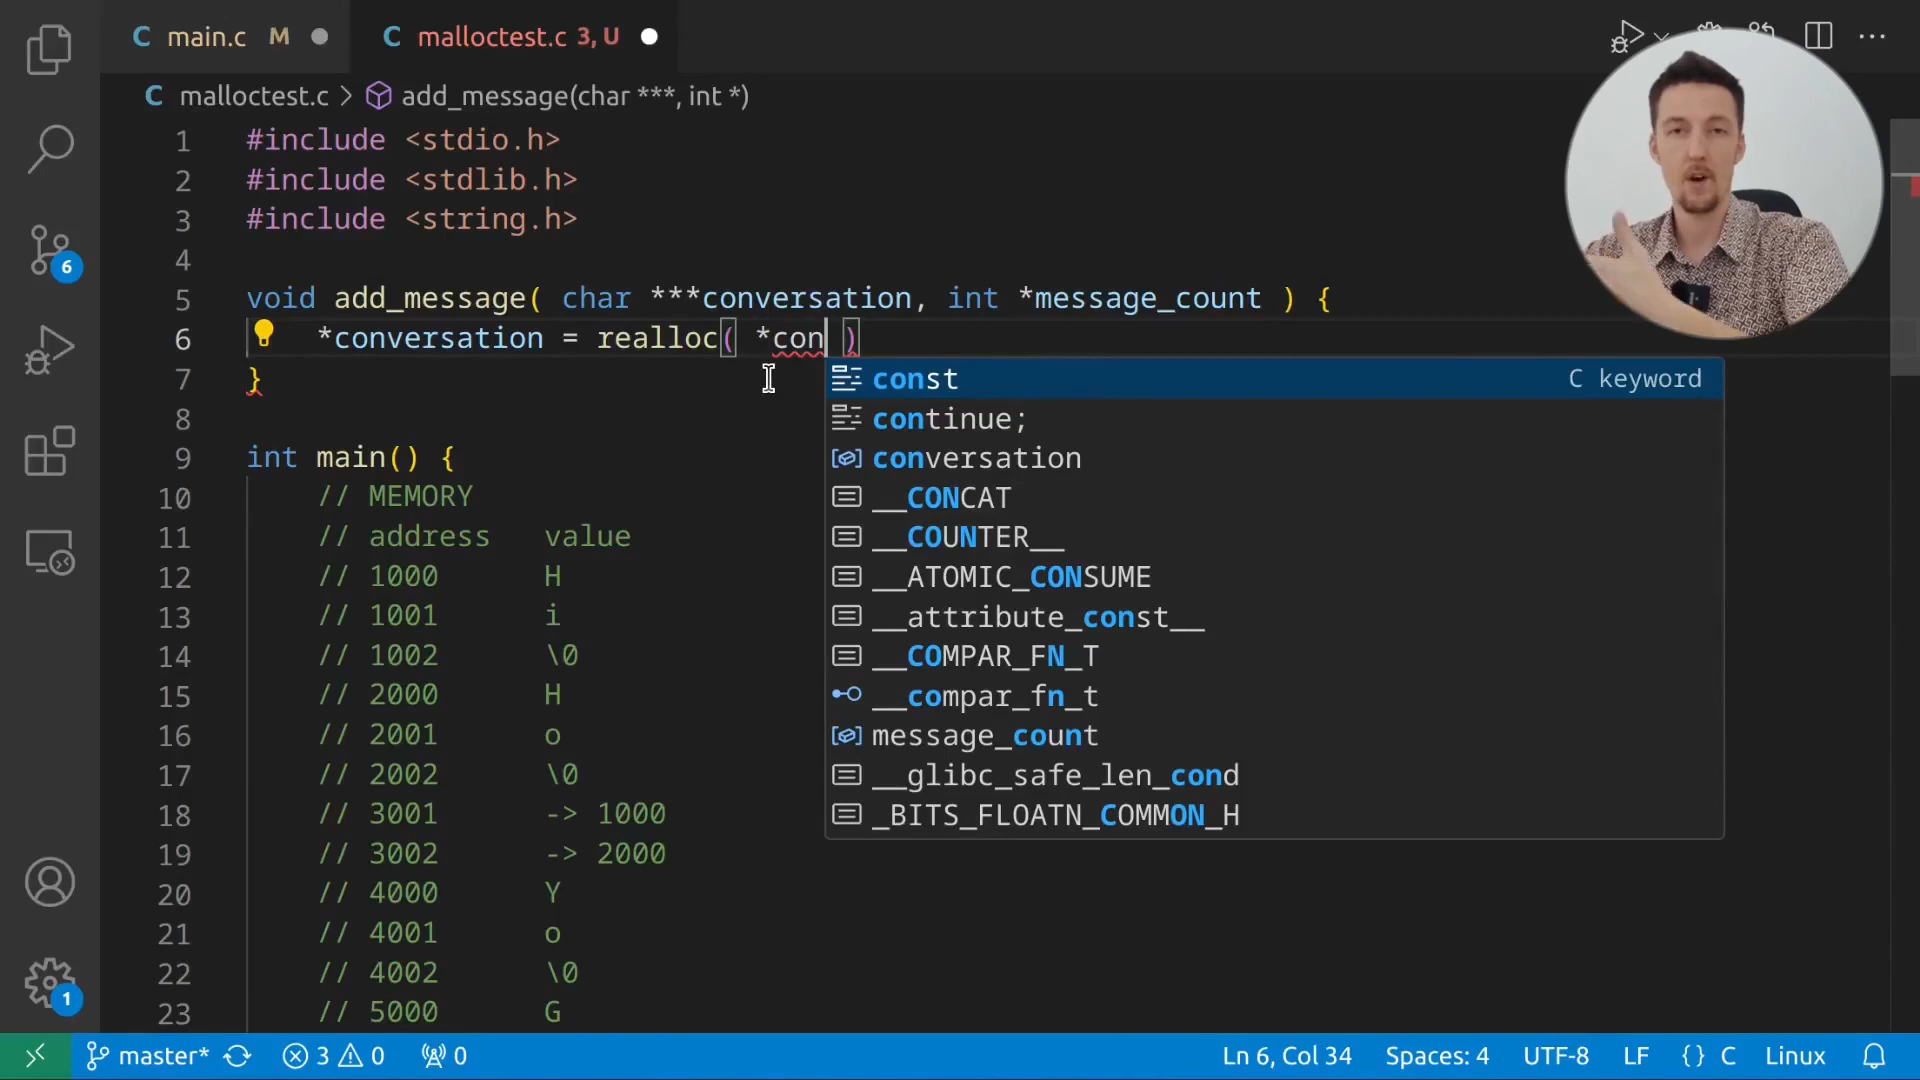 C main.c M
C malloctest.c 3, U
C malloctest.c > add_message(char ***, int *)
1 #include <stdio.h>
2 #include <stdlib.h>
3 #include <string.h>
4
5 void add_message( char ***conversation, int *message_count ) {
6 *conversation = realloc( *con )
7 }
8
9 int main() {
10 // MEMORY
11 // address value
12 // 1000 H
13 // 1001 i
14 // 1002 \0
15 // 2000 H
16 // 2001 o
17 // 2002 \0
18 // 3001 -> 1000
19 // 3002 -> 2000
20 // 4000 Y
21 // 4001 o
22 // 4002 \0
23 // 5000 G
const C keyword
continue;
conversation
__CONCAT
__COUNTER__
__ATOMIC_CONSUME
__attribute_const__
__COMPAR_FN_T
__compar_fn_t
message_count
__glibc_safe_len_cond
_BITS_FLOATN_COMMON_H
6
1
master* 3 0 0 Ln 6, Col 34 Spaces: 4 UTF-8 LF {} C Linux